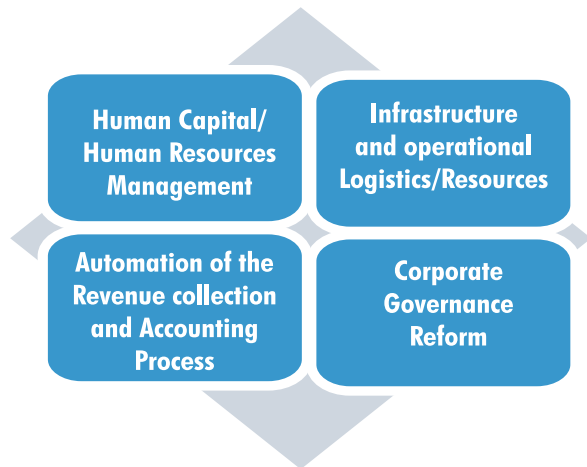 Human Capital/
Human Resources
Management
Infrastructure
and operational
Logistics/Resources
Automation of the
Revenue collection
and Accounting
Process
Corporate
Governance
Reform